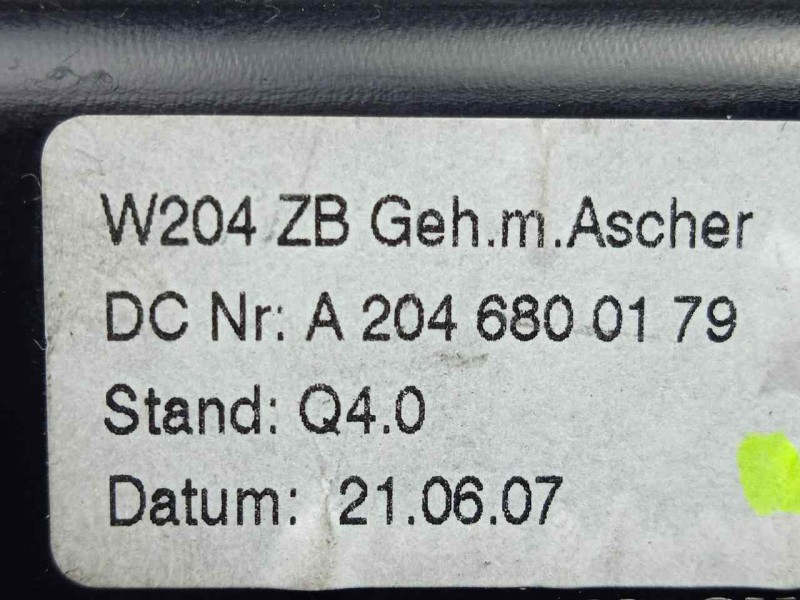 W204 ZB Geh.m.Ascher
DC Nr: A 204 680 01 79
Stand: Q4.0
Datum: 21.06.07